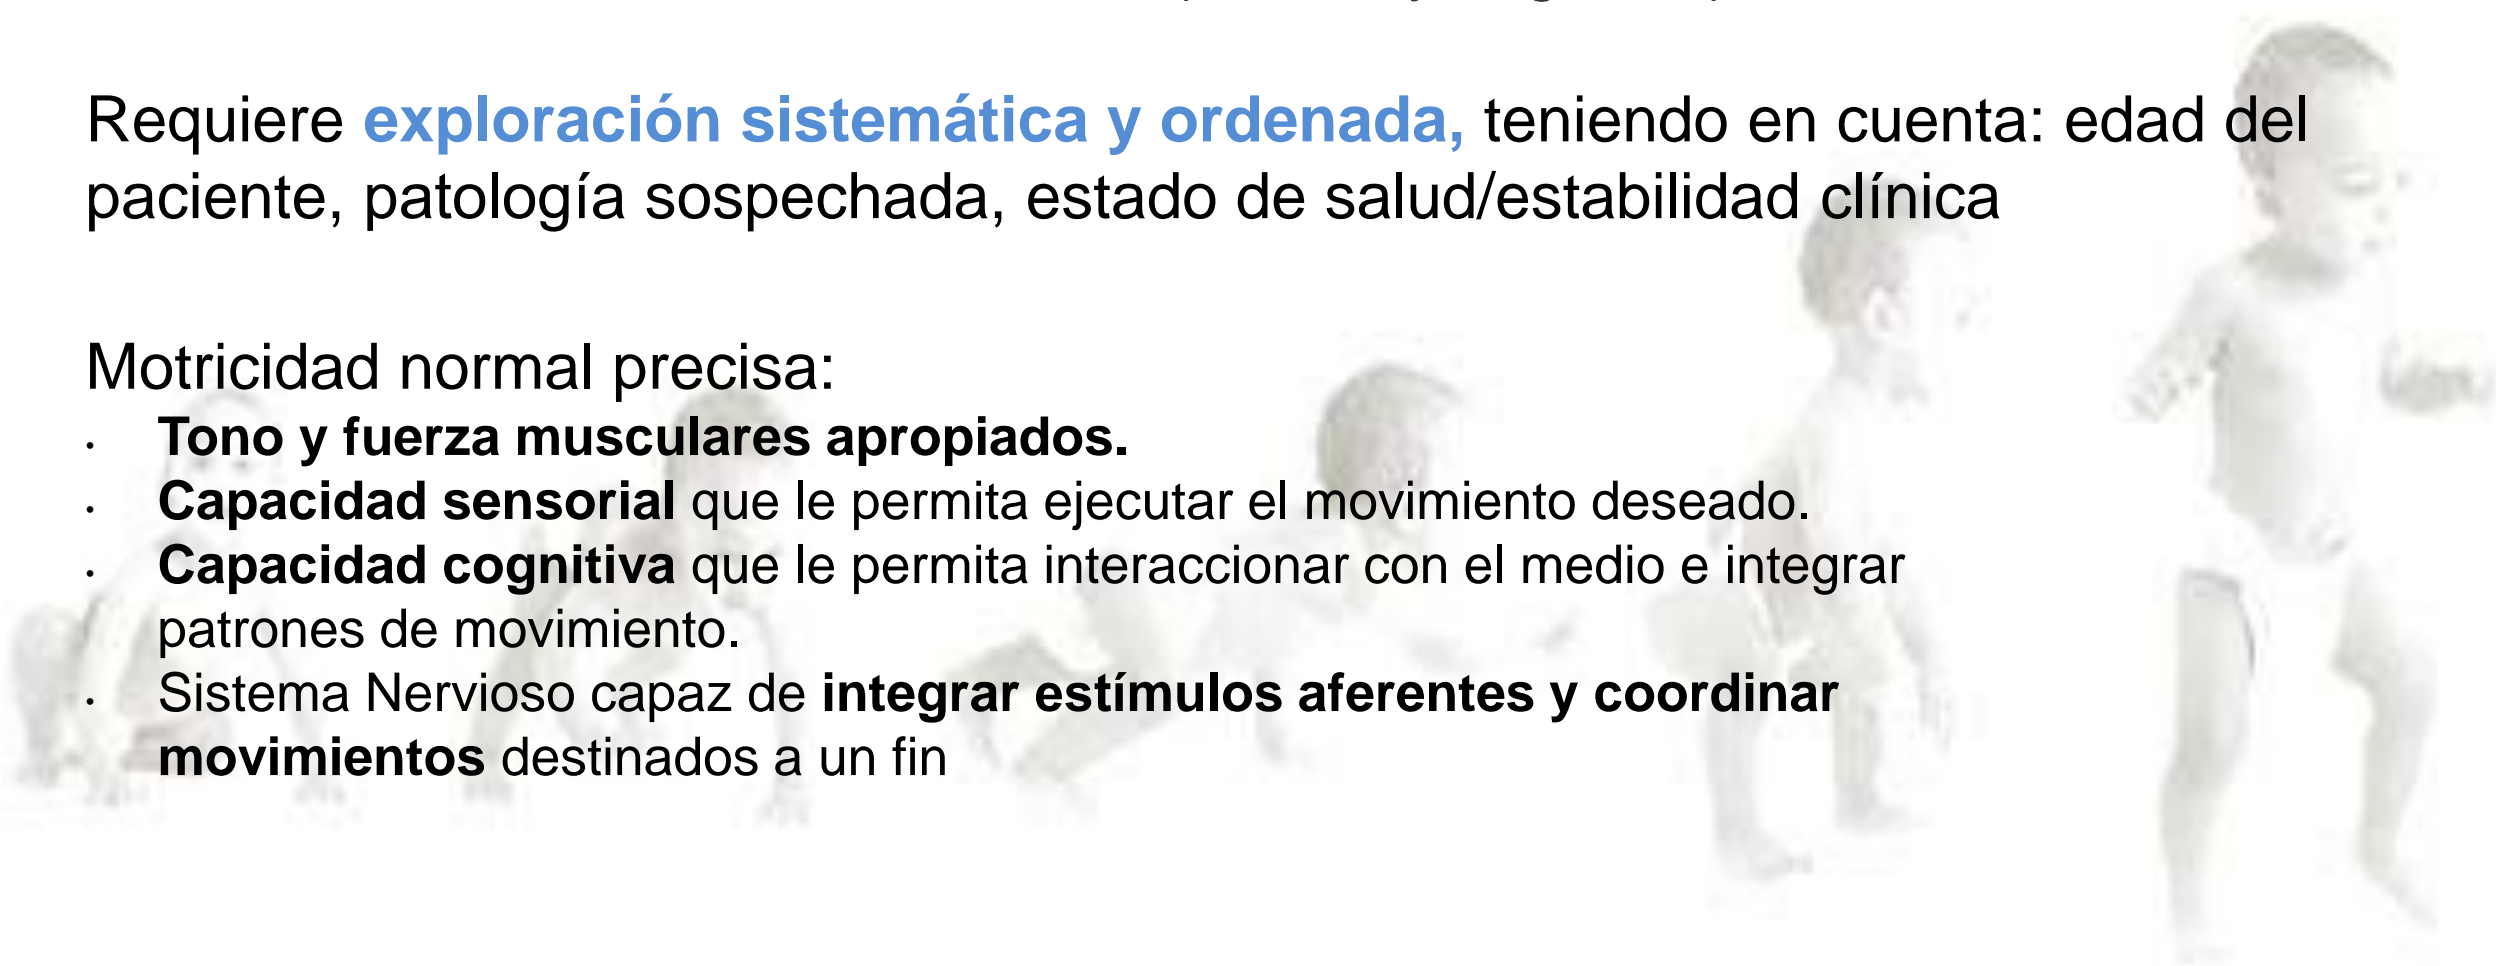 Requiere exploración sistemática y ordenada, teniendo en cuenta: edad del
paciente, patología sospechada, estado de salud/estabilidad clínica
Motricidad normal precisa:
· Tono y fuerza musculares apropiados.
· Capacidad sensorial que le permita ejecutar el movimiento deseado.
· Capacidad cognitiva que le permita interaccionar con el medio e integrar
patrones de movimiento.
· Sistema Nervioso capaz de integrar estímulos aferentes y coordinar
movimientos destinados a un fin